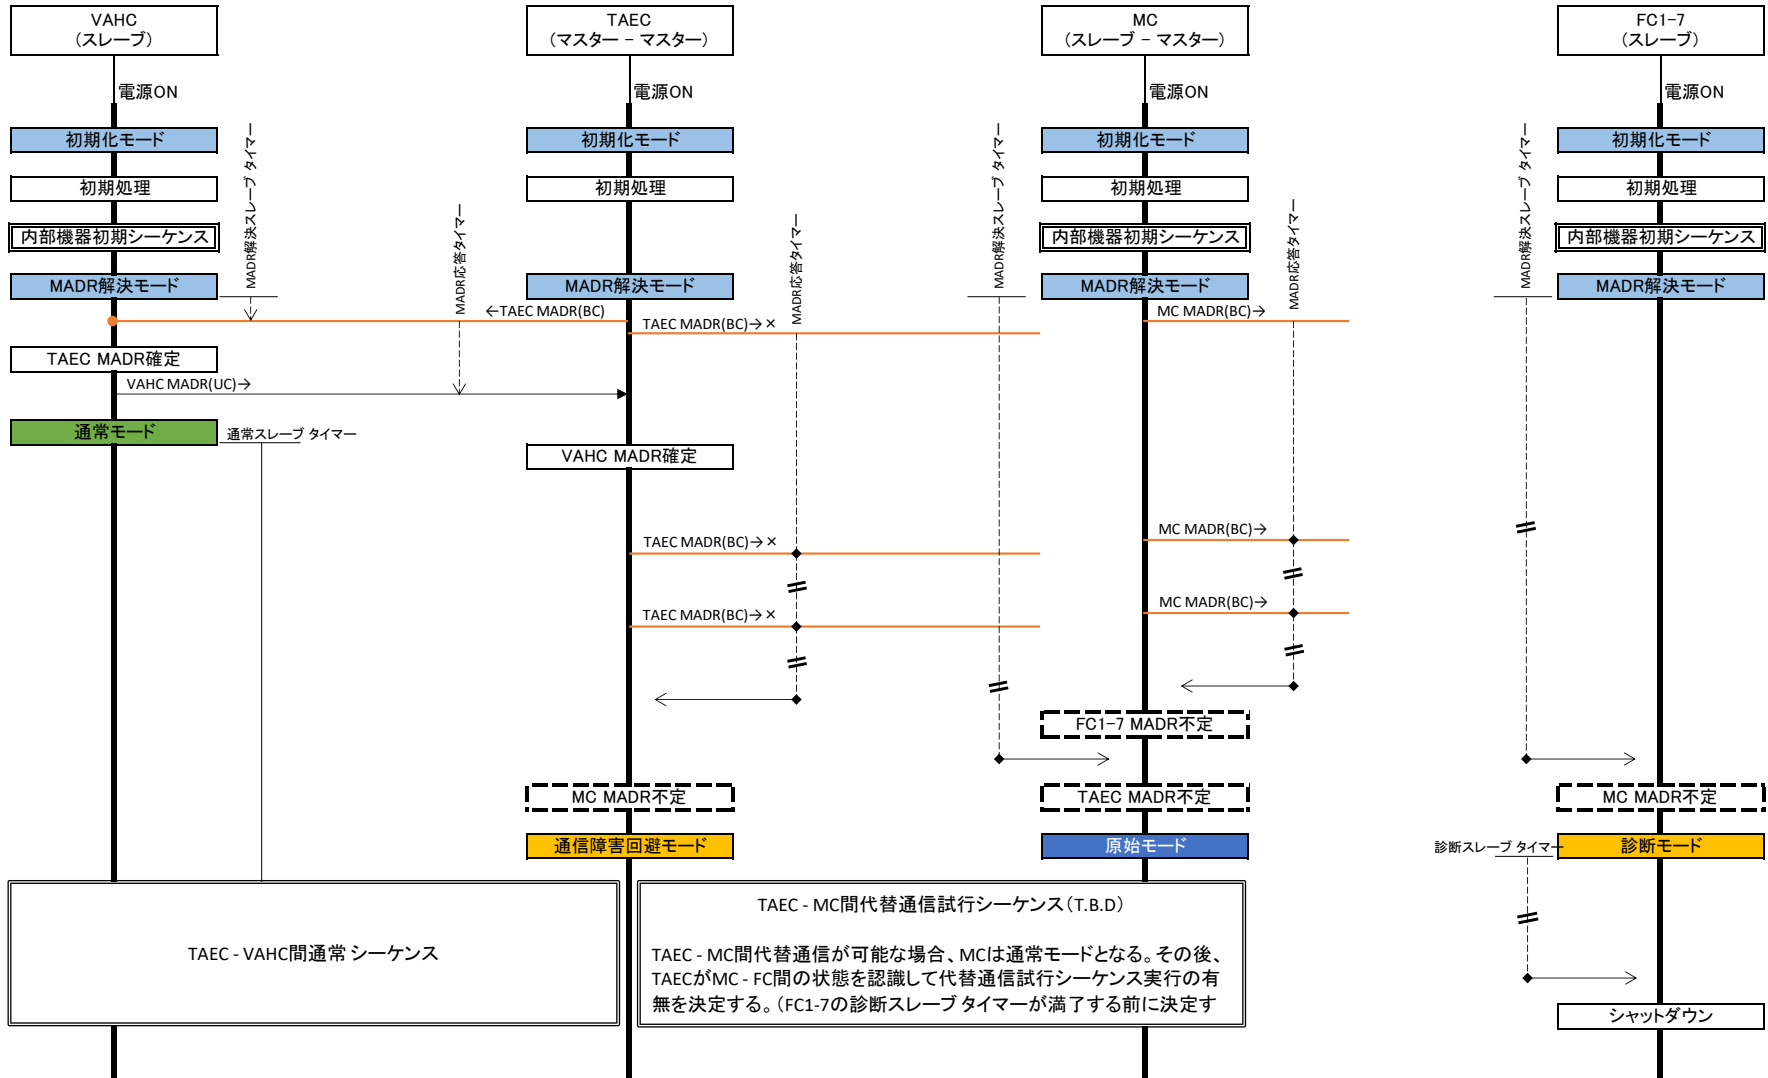 VAHC
（スレーブ）
TAEC
（マスター － マスター）
MC
（スレーブ － マスター）
FC1-7
（スレーブ）
電源ON
電源ON
電源ON
電源ON
初期化モード
初期化モード
初期化モード
初期化モード
初期処理
初期処理
初期処理
初期処理
内部機器初期シーケンス
内部機器初期シーケンス
内部機器初期シーケンス
MADR解決スレーブ タイマー
MADR応答タイマー
MADR応答タイマー
MADR解決スレーブ タイマー
MADR応答タイマー
MADR解決スレーブ タイマー
MADR解決モード
MADR解決モード
MADR解決モード
MADR解決モード
←TAEC MADR(BC)
TAEC MADR(BC)→×
MC MADR(BC)→
TAEC MADR確定
VAHC MADR(UC)→
通常モード
通常スレーブ タイマー
VAHC MADR確定
TAEC MADR(BC)→×
MC MADR(BC)→
TAEC MADR(BC)→×
MC MADR(BC)→
FC1-7 MADR不定
MC MADR不定
TAEC MADR不定
MC MADR不定
通信障害回避モード
原始モード
診断スレーブ タイマー
診断モード
TAEC - VAHC間通常 シーケンス
TAEC - MC間代替通信試行シーケンス（T.B.D）
TAEC - MC間代替通信が可能な場合、MCは通常モードとなる。その後、
TAECがMC - FC間の状態を認識して代替通信試行シーケンス実行の有
無を決定する。（FC1-7の診断スレーブ タイマーが満了する前に決定す
シャットダウン